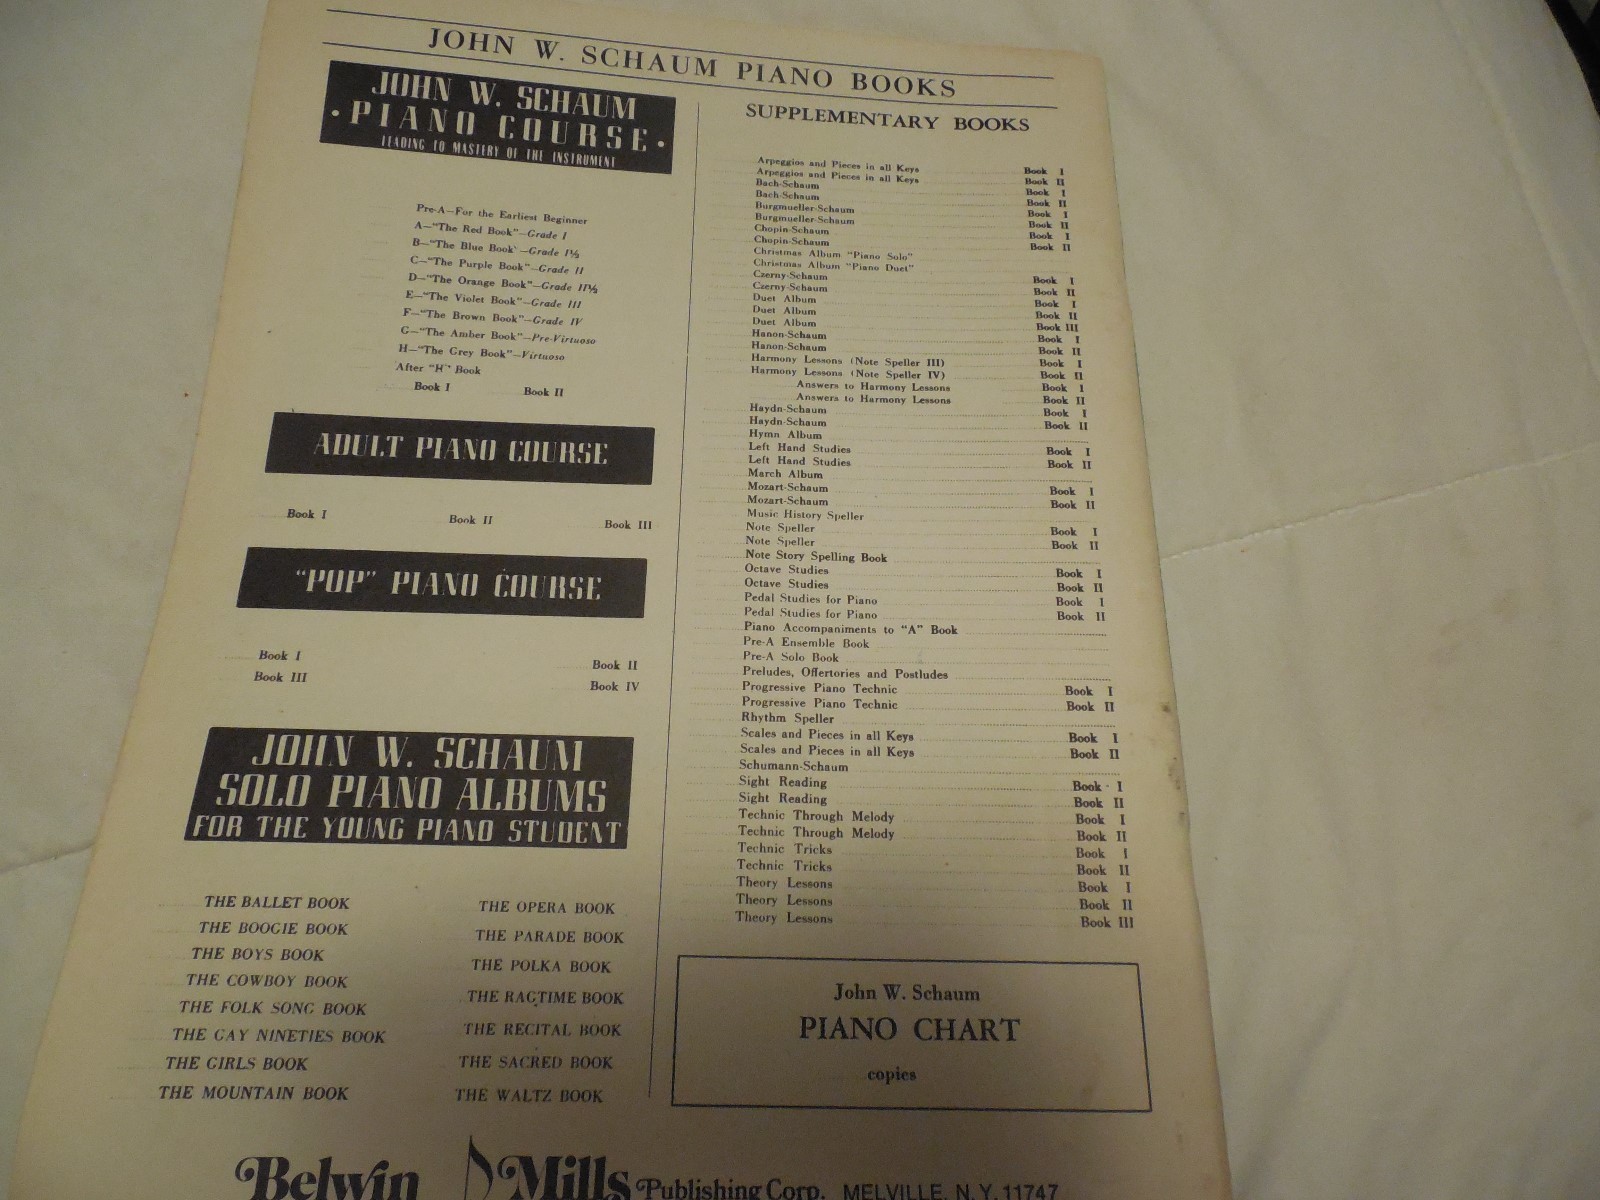 JOHN W. SCHAUM PIANO BOOKS
JOHN W. SCHAUM
• PIANO COURSE •
LEADING TO MASTERY OF THE INSTRUMENT
Pre-A—For the Earliest Beginner
A—"The Red Book"—Grade I
B—"The Blue Book'—Grade I½
C—"The Purple Book"—Grade II
D—"The Orange Book"—Grade II½
E—"The Violet Book"—Grade III
F—"The Brown Book"—Grade IV
G—"The Amber Book"—Pre-Virtuoso
H—"The Grey Book"—Virtuoso
After "H" Book
Book I Book II
ADULT PIANO COURSE
Book I Book II Book III
"POP" PIANO COURSE
Book I Book II
Book III Book IV
JOHN W. SCHAUM
SOLO PIANO ALBUMS
FOR THE YOUNG PIANO STUDENT
THE BALLET BOOK
THE BOOGIE BOOK
THE BOYS BOOK
THE COWBOY BOOK
THE FOLK SONG BOOK
THE GAY NINETIES BOOK
THE GIRLS BOOK
THE MOUNTAIN BOOK
THE OPERA BOOK
THE PARADE BOOK
THE POLKA BOOK
THE RAGTIME BOOK
THE RECITAL BOOK
THE SACRED BOOK
THE WALTZ BOOK
SUPPLEMENTARY BOOKS
Arpeggios and Pieces in all Keys Book I
Arpeggios and Pieces in all Keys Book II
Bach-Schaum Book I
Bach-Schaum Book II
Burgmueller-Schaum Book I
Burgmueller-Schaum Book II
Chopin-Schaum Book I
Chopin-Schaum Book II
Christmas Album "Piano Solo"
Christmas Album "Piano Duet"
Czerny-Schaum Book I
Czerny-Schaum Book II
Duet Album Book I
Duet Album Book II
Duet Album Book III
Hanon-Schaum Book I
Hanon-Schaum Book II
Harmony Lessons (Note Speller III) Book I
Harmony Lessons (Note Speller IV) Book II
Answers to Harmony Lessons Book I
Answers to Harmony Lessons Book II
Haydn-Schaum Book I
Haydn-Schaum Book II
Hymn Album
Left Hand Studies Book I
Left Hand Studies Book II
March Album
Mozart-Schaum Book I
Mozart-Schaum Book II
Music History Speller
Note Speller Book I
Note Speller Book II
Note Story Spelling Book
Octave Studies Book I
Octave Studies Book II
Pedal Studies for Piano Book I
Pedal Studies for Piano Book II
Piano Accompaniments to "A" Book
Pre-A Ensemble Book
Pre-A Solo Book
Preludes, Offertories and Postludes
Progressive Piano Technic Book I
Progressive Piano Technic Book II
Rhythm Speller
Scales and Pieces in all Keys Book I
Scales and Pieces in all Keys Book II
Schumann-Schaum
Sight Reading Book I
Sight Reading Book II
Technic Through Melody Book I
Technic Through Melody Book II
Technic Tricks Book I
Technic Tricks Book II
Theory Lessons Book I
Theory Lessons Book II
Theory Lessons Book III
John W. Schaum
PIANO CHART
copies
Belwin Mills Publishing Corp. MELVILLE, N.Y. 11747